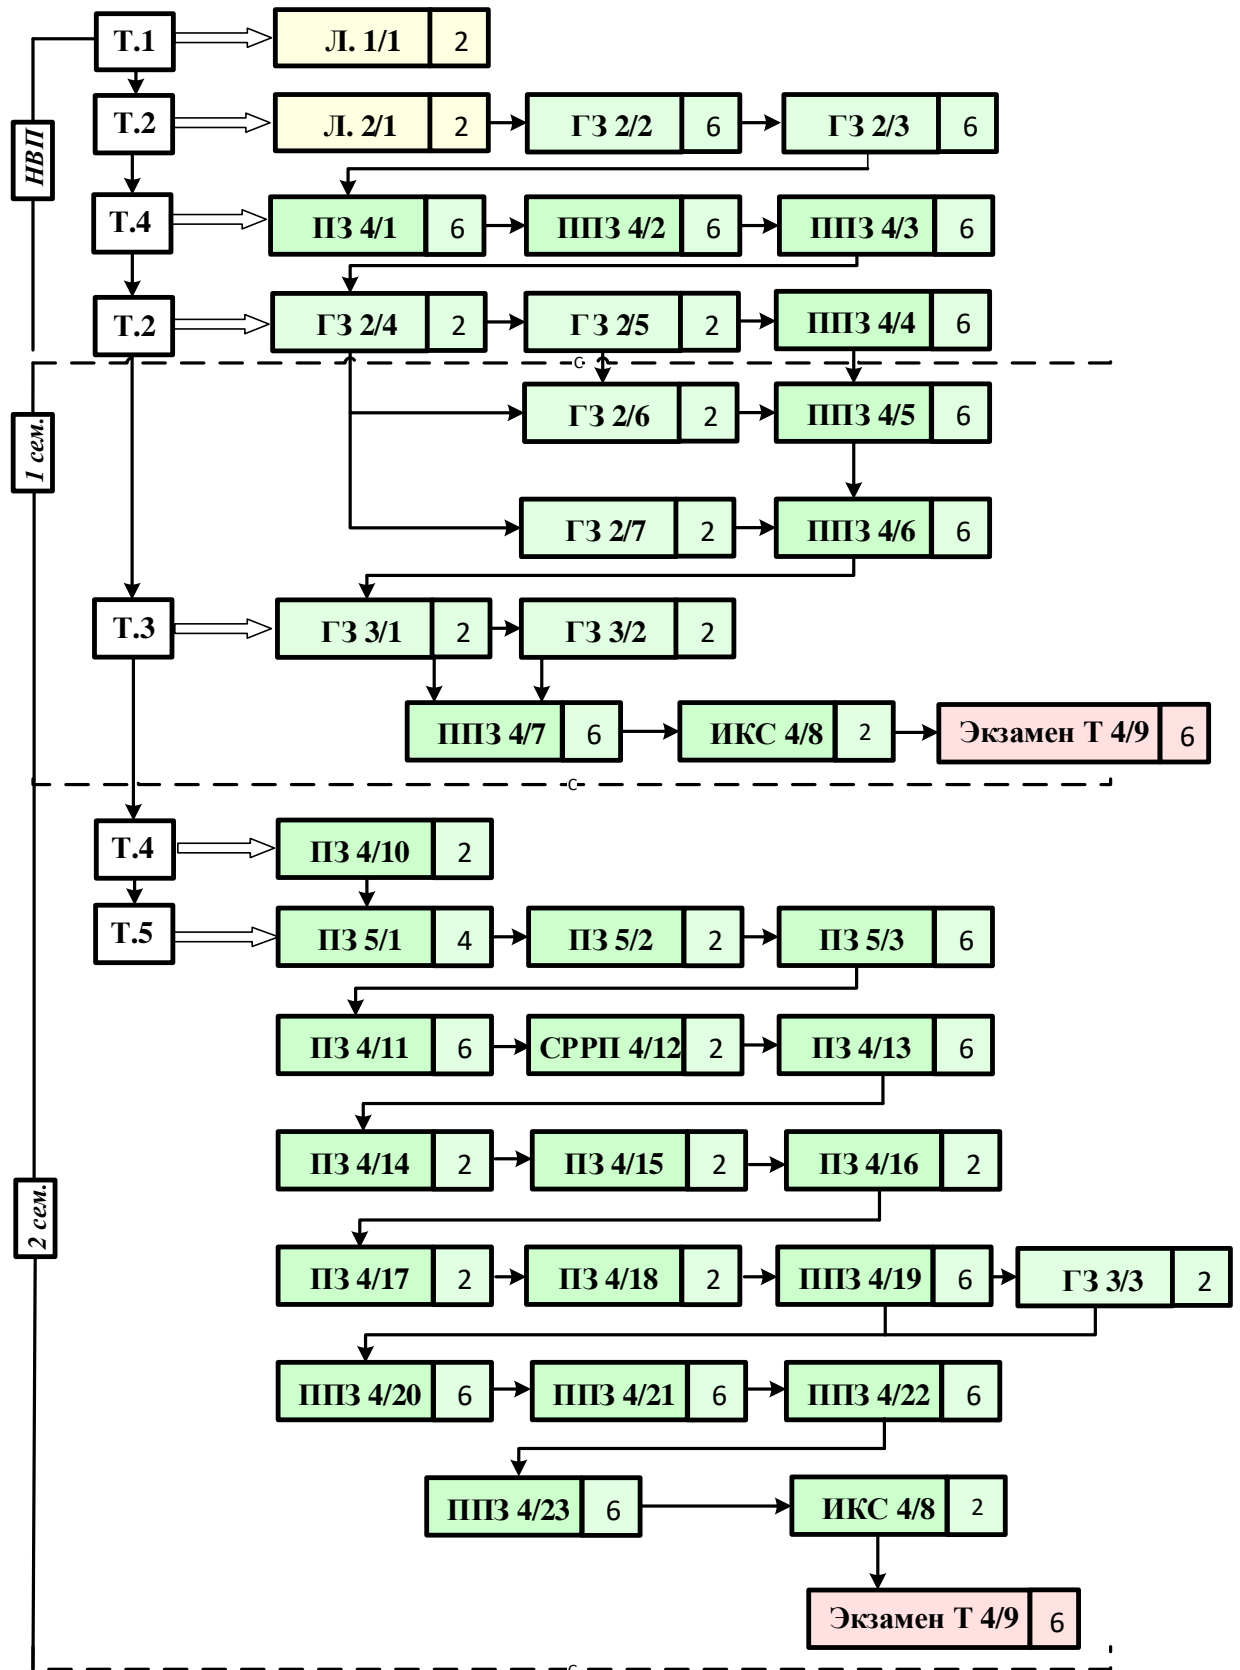 Т.1 Л. 1/1 2
НВП
Т.2 Л. 2/1 2 ГЗ 2/2 6 ГЗ 2/3 6
Т.4 ПЗ 4/1 6 ППЗ 4/2 6 ППЗ 4/3 6
Т.2 ГЗ 2/4 2 ГЗ 2/5 2 ППЗ 4/4 6
С
1 сем.
ГЗ 2/6 2 ППЗ 4/5 6
ГЗ 2/7 2 ППЗ 4/6 6
Т.3 ГЗ 3/1 2 ГЗ 3/2 2
ППЗ 4/7 6 ИКС 4/8 2 Экзамен Т 4/9 6
С
Т.4 ПЗ 4/10 2
Т.5 ПЗ 5/1 4 ПЗ 5/2 2 ПЗ 5/3 6
ПЗ 4/11 6 СРРП 4/12 2 ПЗ 4/13 6
ПЗ 4/14 2 ПЗ 4/15 2 ПЗ 4/16 2
2 сем.
ПЗ 4/17 2 ПЗ 4/18 2 ППЗ 4/19 6 ГЗ 3/3 2
ППЗ 4/20 6 ППЗ 4/21 6 ППЗ 4/22 6
ППЗ 4/23 6 ИКС 4/8 2
Экзамен Т 4/9 6
С